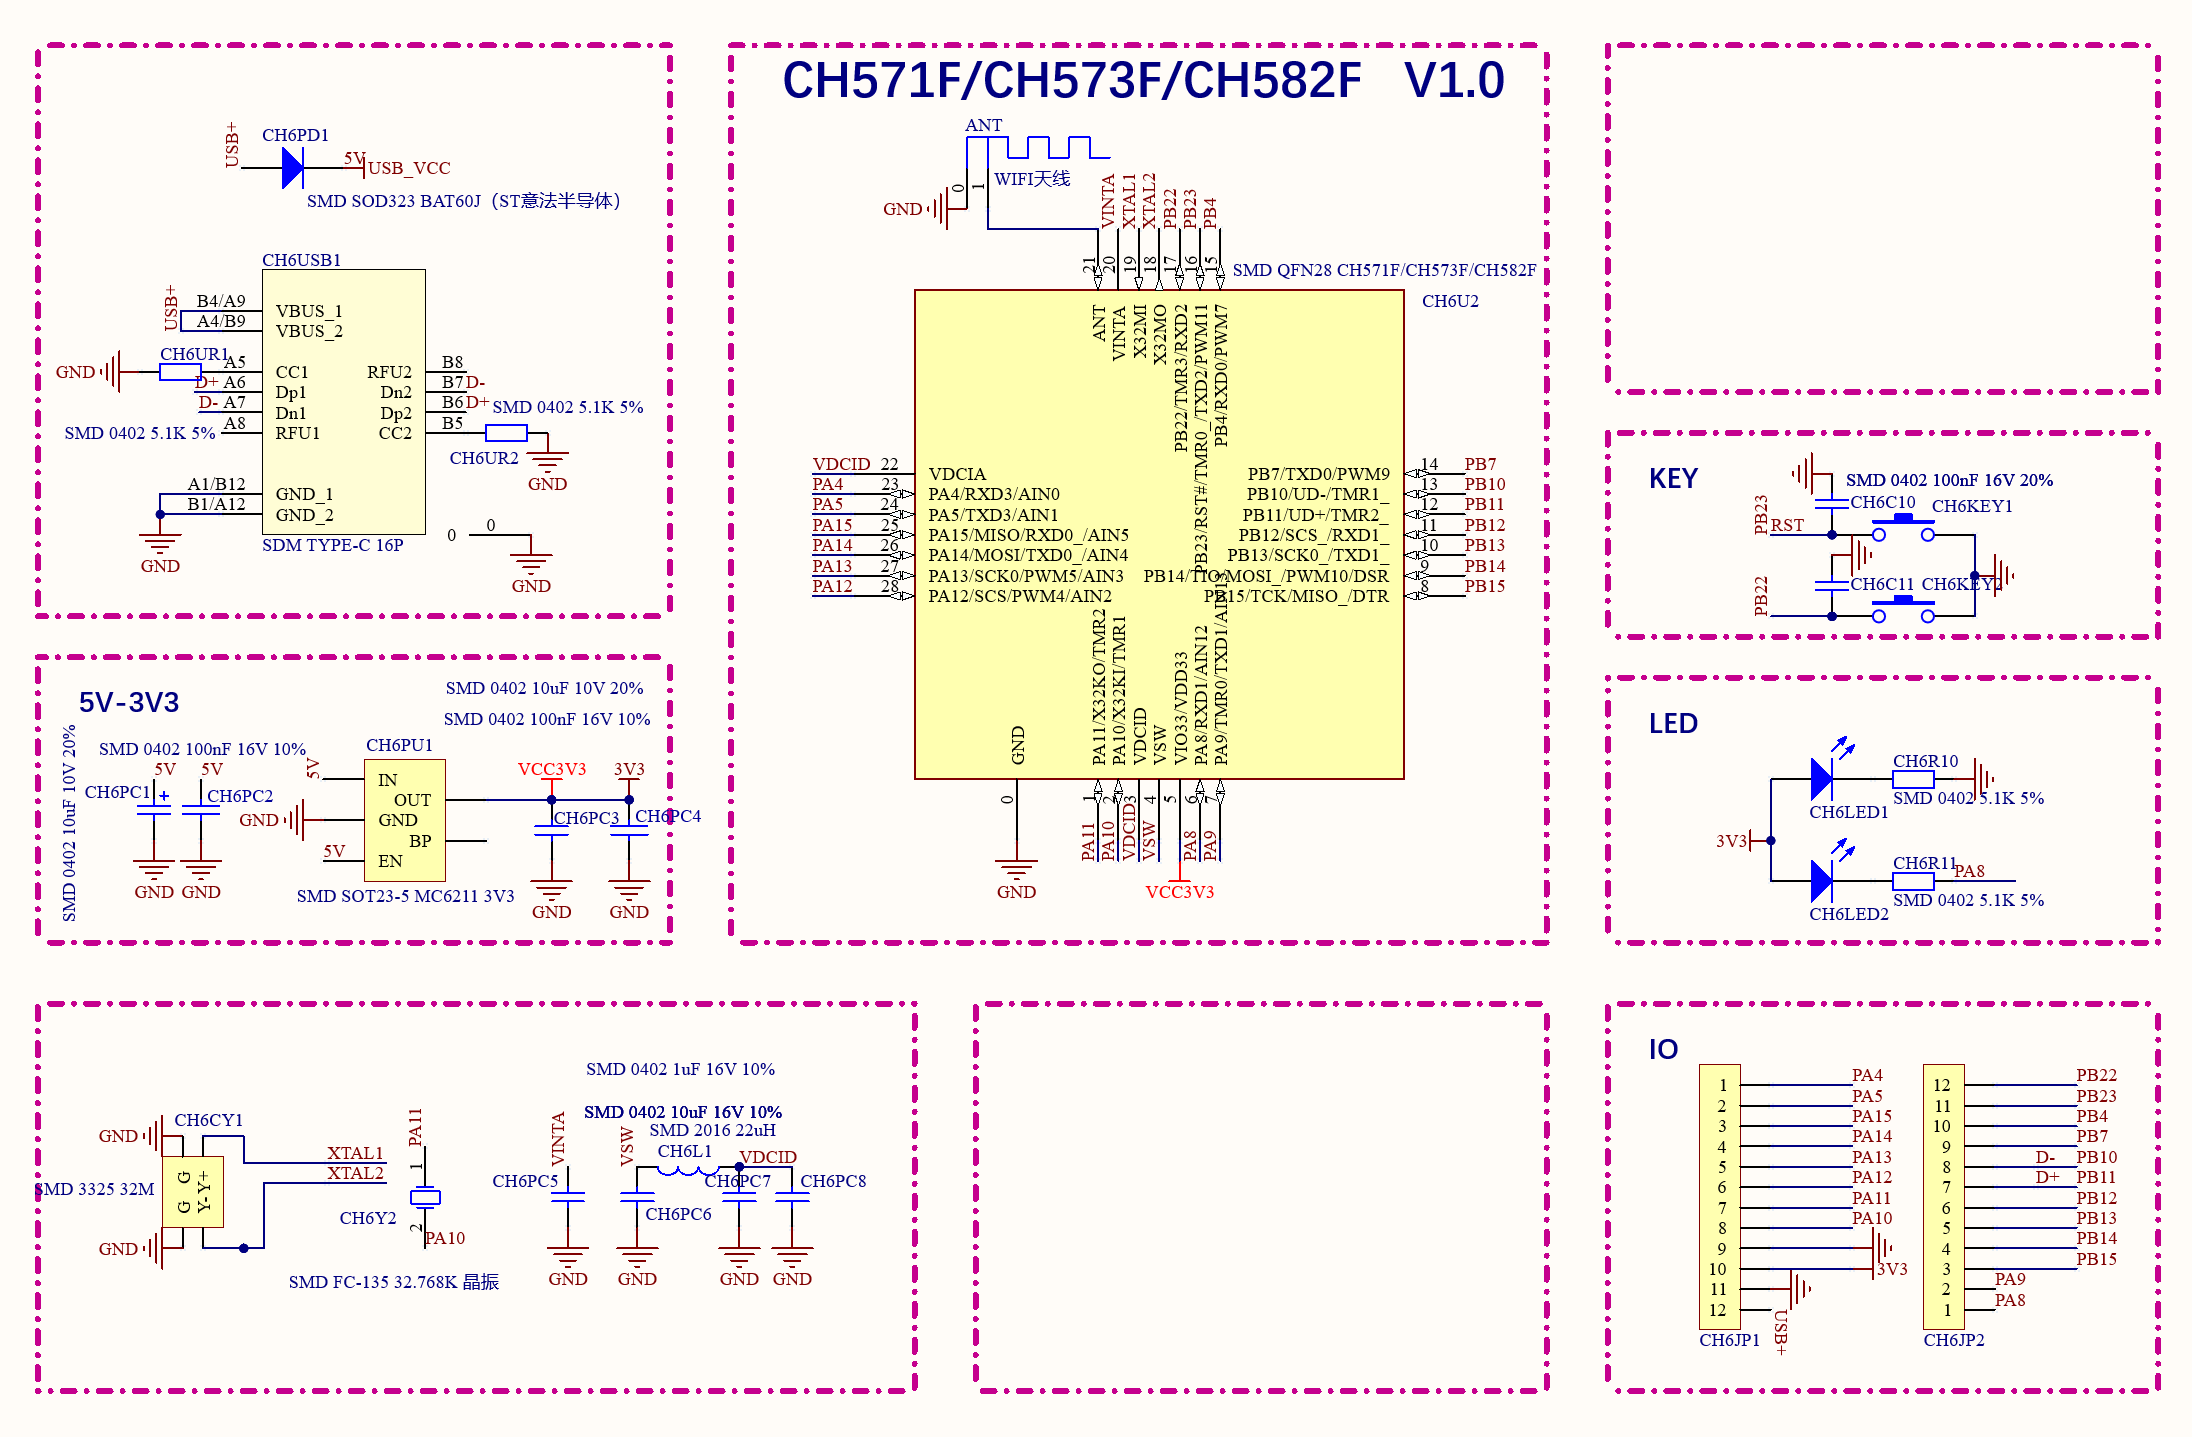 USB+
CH6PD1
5V
USB_VCC
SMD SOD323 BAT60J（ST意法半导体）
CH6USB1
USB+
B4/A9
A4/B9
VBUS_1
VBUS_2
CH6UR1
GND
A5
D+ A6
D- A7
A8
SMD 0402 5.1K 5%
CC1
Dp1
Dn1
RFU1
RFU2
Dn2
Dp2
CC2
B8
B7 D-
B6 D+
B5
SMD 0402 5.1K 5%
CH6UR2
GND
A1/B12
B1/A12
GND_1
GND_2
GND
SDM TYPE-C 16P
0
0
GND
5V-3V3
SMD 0402 10uF 10V 20%
SMD 0402 100nF 16V 10%
SMD 0402 100nF 16V 10%
SMD 0402 10uF 10V 20%
5V
5V
CH6PC1
CH6PC2
GND
GND
CH6PU1
5V
GND
5V
IN
OUT
GND
BP
EN
SMD SOT23-5 MC6211 3V3
VCC3V3
3V3
CH6PC3
CH6PC4
GND
GND
CH571F/CH573F/CH582F V1.0
ANT
WIFI天线
0
1
GND
VINTA
XTAL1
XTAL2
PB22
PB23
PB4
21
20
19
18
17
16
15
SMD QFN28 CH571F/CH573F/CH582F
CH6U2
ANT
VINTA
X32MI
X32MO
PB22/TMR3/RXD2
PB23/RST#/TMR0_/TXD2/PWM11
PB4/RXD0/PWM7
VDCID 22 VDCIA
PA4 23 PA4/RXD3/AIN0
PA5 24 PA5/TXD3/AIN1
PA15 25 PA15/MISO/RXD0_/AIN5
PA14 26 PA14/MOSI/TXD0_/AIN4
PA13 27 PA13/SCK0/PWM5/AIN3
PA12 28 PA12/SCS/PWM4/AIN2
PB7/TXD0/PWM9 14 PB7
PB10/UD-/TMR1_ 13 PB10
PB11/UD+/TMR2_ 12 PB11
PB12/SCS_/RXD1_ 11 PB12
PB13/SCK0_/TXD1_ 10 PB13
PB14/TIO/MOSI_/PWM10/DSR 9 PB14
PB15/TCK/MISO_/DTR 8 PB15
GND
PA11/X32KO/TMR2
PA10/X32KI/TMR1
VDCID
VSW
VIO33/VDD33
PA8/RXD1/AIN12
PA9/TMR0/TXD1/AIN13
0
1
2
3
4
5
6
7
PA11
PA10
VDCID
VSW
PA8
PA9
GND
VCC3V3
KEY
SMD 0402 100nF 16V 20%
CH6C10
CH6KEY1
PB23
RST
CH6C11
CH6KEY2
PB22
LED
CH6R10
SMD 0402 5.1K 5%
CH6LED1
3V3
CH6R11
PA8
SMD 0402 5.1K 5%
CH6LED2
CH6CY1
GND
G G
Y- Y+
SMD 3325 32M
GND
XTAL1
XTAL2
PA11
1
CH6Y2
2
PA10
SMD FC-135 32.768K 晶振
SMD 0402 1uF 16V 10%
SMD 0402 10uF 16V 10%
SMD 2016 22uH
VINTA
VSW
CH6L1
VDCID
CH6PC5
CH6PC6
CH6PC7
CH6PC8
GND
GND
GND
GND
IO
1 PA4
2 PA5
3 PA15
4 PA14
5 PA13
6 PA12
7 PA11
8 PA10
9
10 3V3
11
12 USB+
CH6JP1
12 PB22
11 PB23
10 PB4
9 PB7
8 D- PB10
7 D+ PB11
6 PB12
5 PB13
4 PB14
3 PB15
2 PA9
1 PA8
CH6JP2